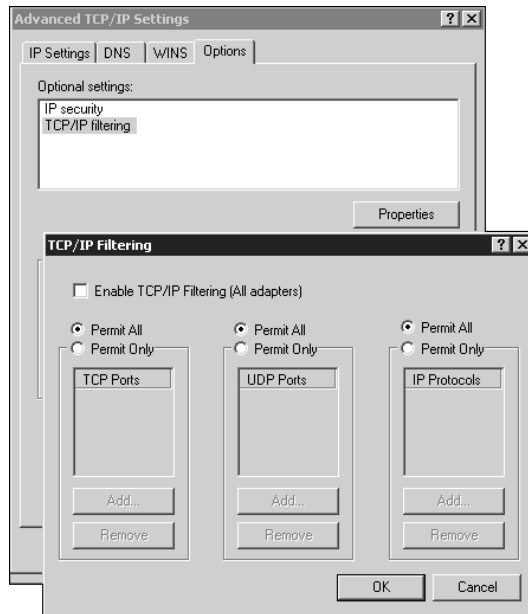 Advanced TCP/IP Settings
IP Settings DNS WINS Options
Optional settings:
IP security
TCP/IP filtering
Properties
TCP/IP Filtering
Enable TCP/IP Filtering (All adapters)
Permit All Permit All Permit All
Permit Only Permit Only Permit Only
TCP Ports UDP Ports IP Protocols
Add... Add... Add...
Remove Remove Remove
OK Cancel